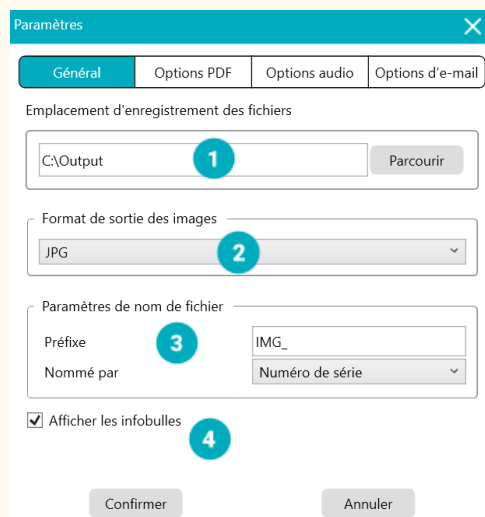 Paramètres
Général Options PDF Options audio Options d'e-mail
Emplacement d'enregistrement des fichiers
C:\Output 1 Parcourir
Format de sortie des images
JPG 2
Paramètres de nom de fichier
Préfixe 3 IMG_
Nommé par Numéro de série
Afficher les infobulles
4
Confirmer Annuler